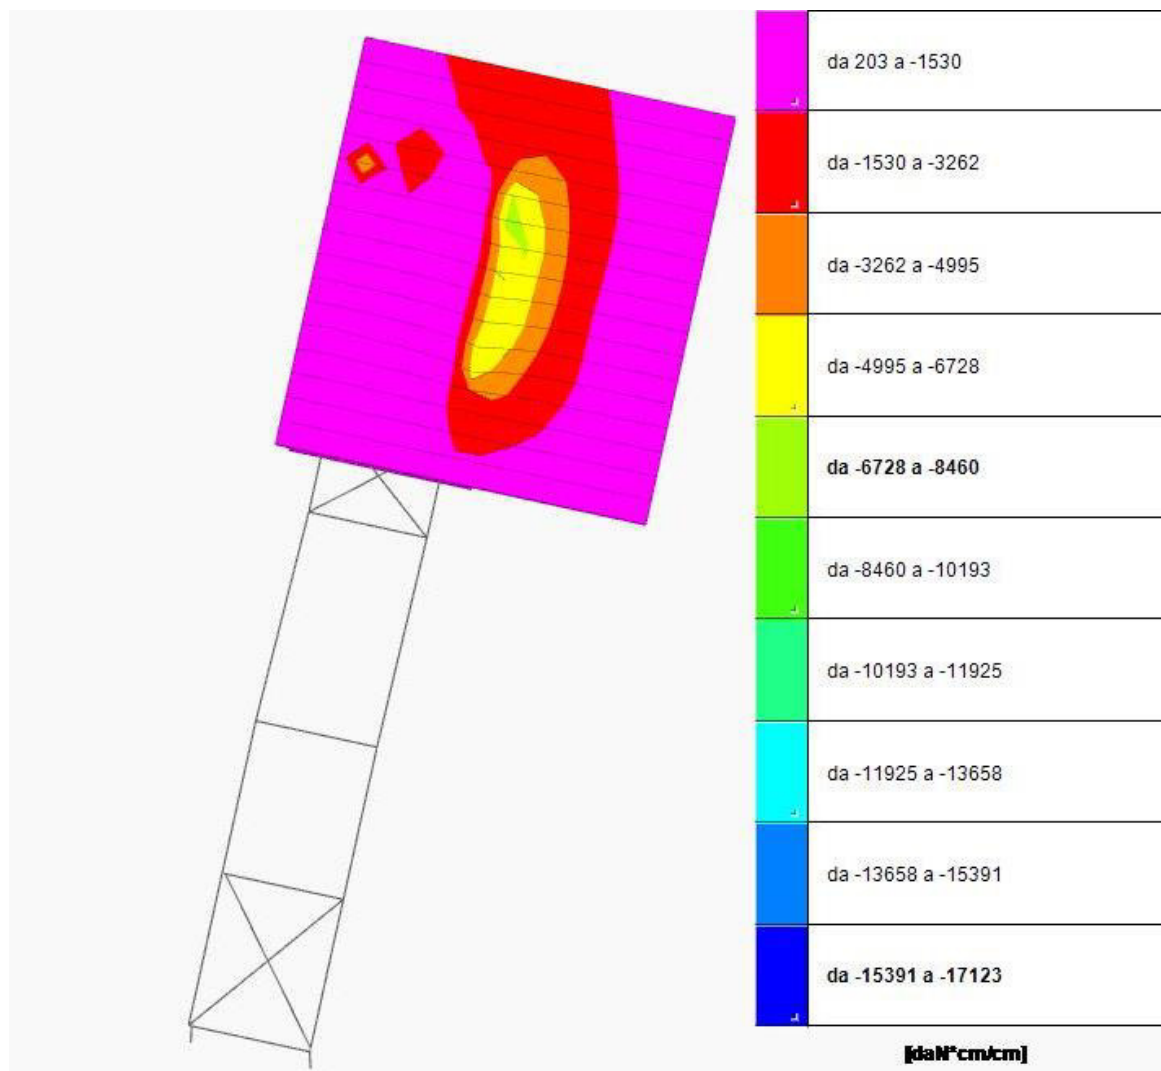 da 203 a -1530
da -1530 a -3262
da -3262 a -4995
da -4995 a -6728
da -6728 a -8460
da -8460 a -10193
da -10193 a -11925
da -11925 a -13658
da -13658 a -15391
da -15391 a -17123
[daN*cm/cm]